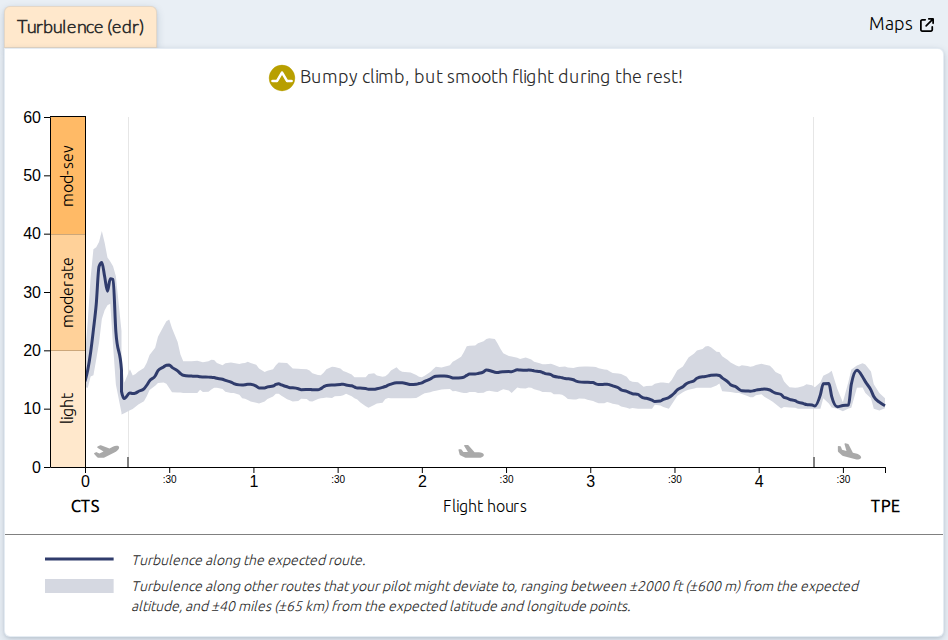 Turbulence (edr)
Maps
Bumpy climb, but smooth flight during the rest!
60
50
40
30
20
10
0
mod-sev
moderate
light
0 :30 1 :30 2 :30 3 :30 4 :30
CTS Flight hours TPE
Turbulence along the expected route.
Turbulence along other routes that your pilot might deviate to, ranging between ±2000 ft (±600 m) from the expected
altitude, and ±40 miles (±65 km) from the expected latitude and longitude points.